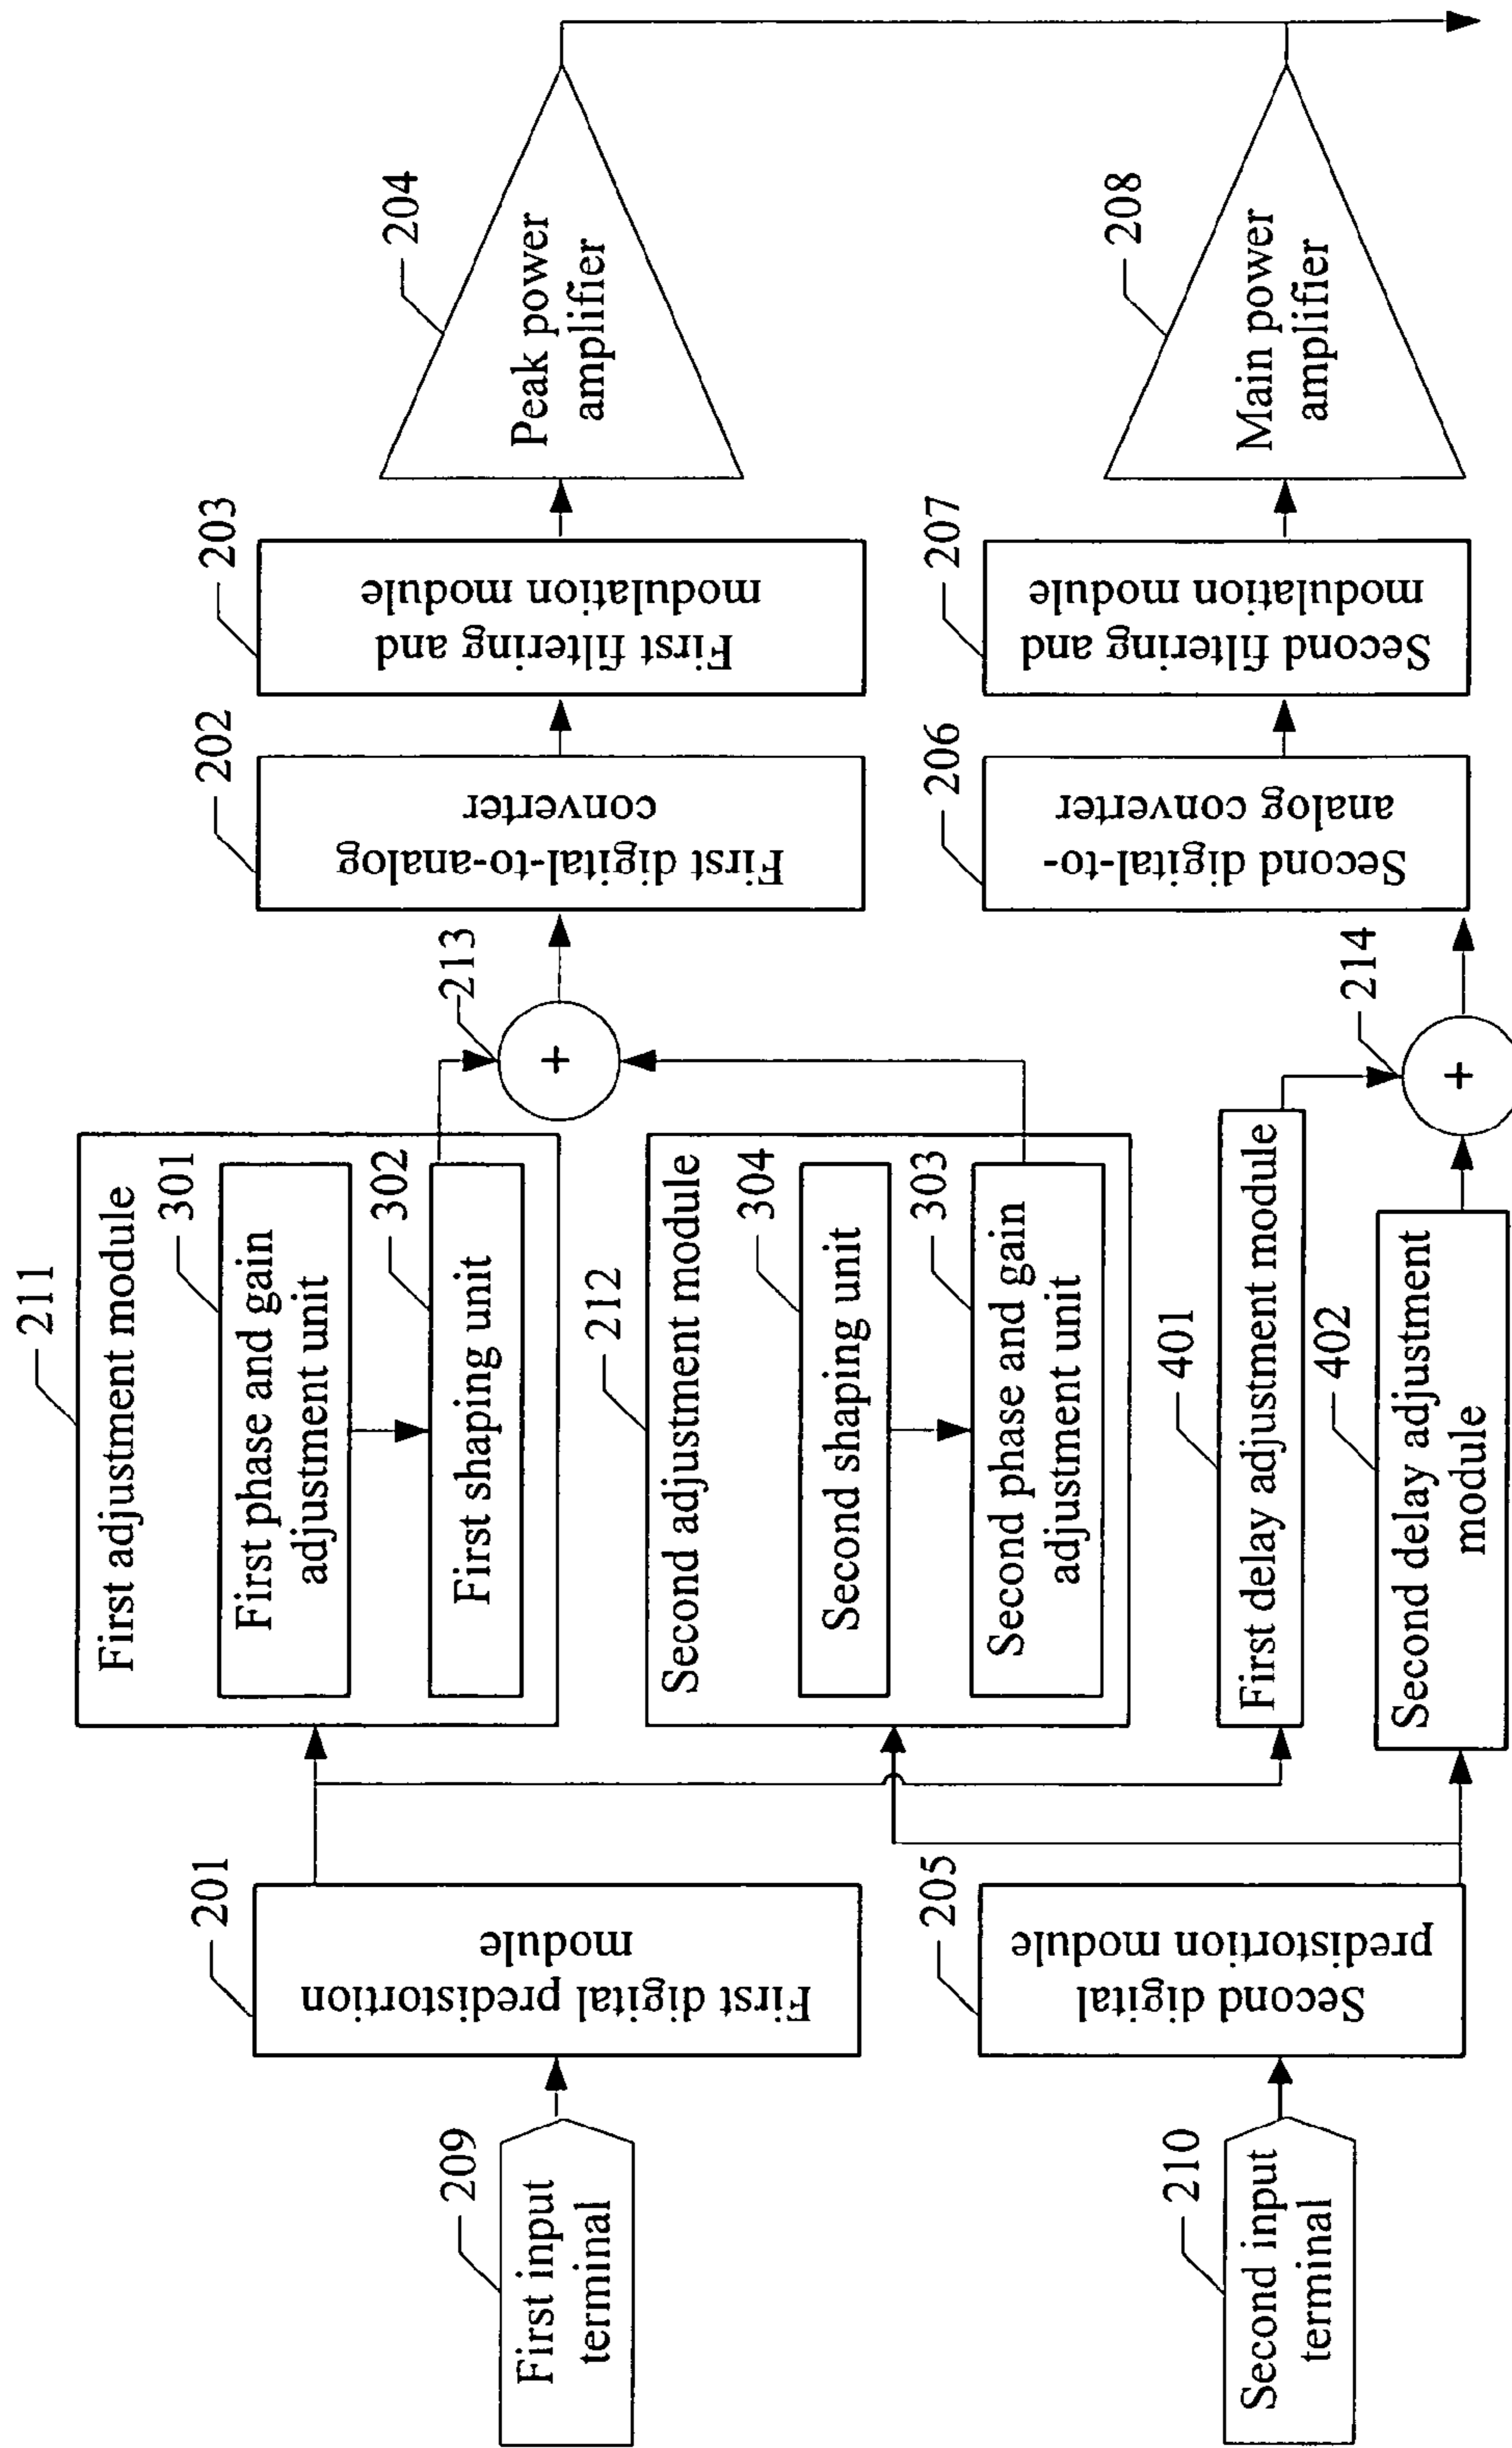 209
First input
terminal
201
First digital predistortion
module
211
First adjustment module
301
First phase and gain
adjustment unit
302
First shaping unit
212
Second adjustment module
304
Second shaping unit
303
Second phase and gain
adjustment unit
213
+
202
First digital-to-analog
converter
203
First filtering and
modulation module
204
Peak power
amplifier
210
Second input
terminal
205
Second digital
predistortion module
401
First delay adjustment module
402
Second delay adjustment
module
214
+
206
Second digital-to-
analog converter
207
Second filtering and
modulation module
208
Main power
amplifier